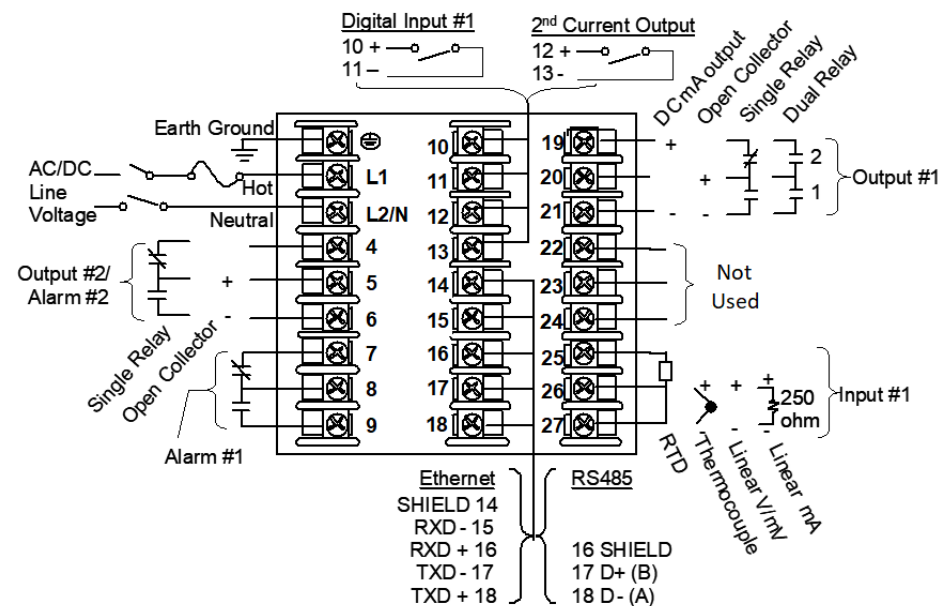 Digital Input #1
10 +
11 –
2nd Current Output
12 +
13 -
DC mA output
Open Collector
Single Relay
Dual Relay
Earth Ground
AC/DC
Line
Voltage
Hot
Neutral
L1
L2/N
4
5
6
7
8
9
10
11
12
13
14
15
16
17
18
19
20
21
22
23
24
25
26
27
+
+
-
-
2
1
Output #1
Output #2/
Alarm #2
+
-
Single Relay
Open Collector
Alarm #1
Not
Used
+
+
+
250
ohm
-
-
-
Input #1
RTD
Thermocouple
Linear V/mV
Linear mA
Ethernet
SHIELD 14
RXD - 15
RXD + 16
TXD - 17
TXD + 18
RS485
16 SHIELD
17 D+ (B)
18 D- (A)